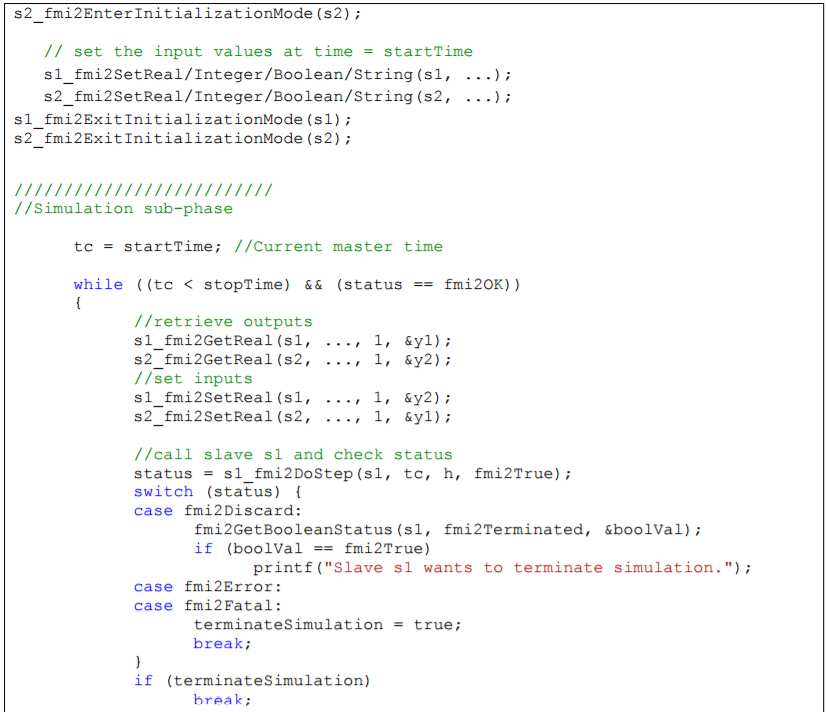 s2_fmi2EnterInitializationMode(s2);
// set the input values at time = startTime
s1_fmi2SetReal/Integer/Boolean/String(s1, ...);
s2_fmi2SetReal/Integer/Boolean/String(s2, ...);
s1_fmi2ExitInitializationMode(s1);
s2_fmi2ExitInitializationMode(s2);
//////////////////////////
//Simulation sub-phase
tc = startTime; //Current master time
while ((tc < stopTime) && (status == fmi2OK))
{
//retrieve outputs
s1_fmi2GetReal(s1, ..., 1, &y1);
s2_fmi2GetReal(s2, ..., 1, &y2);
//set inputs
s1_fmi2SetReal(s1, ..., 1, &y2);
s2_fmi2SetReal(s2, ..., 1, &y1);
//call slave s1 and check status
status = s1_fmi2DoStep(s1, tc, h, fmi2True);
switch (status) {
case fmi2Discard:
fmi2GetBooleanStatus(s1, fmi2Terminated, &boolVal);
if (boolVal == fmi2True)
printf("Slave s1 wants to terminate simulation.");
case fmi2Error:
case fmi2Fatal:
terminateSimulation = true;
break;
}
if (terminateSimulation)
break;